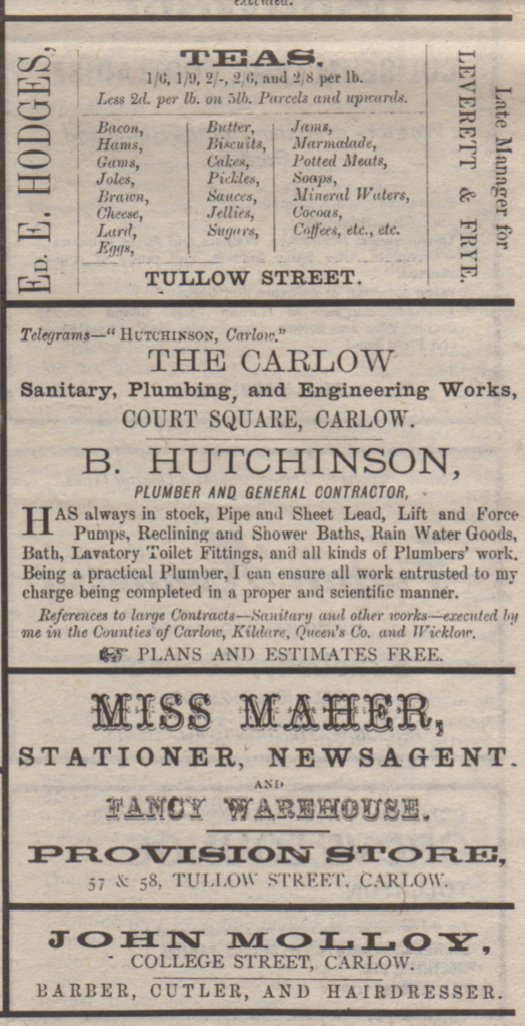 executed.
ED. E. HODGES,
TEAS.
1/6, 1/9, 2/-, 2/6, and 2/8 per lb.
Less 2d. per lb. on 5lb. Parcels and upwards.
Bacon,
Hams,
Gams,
Joles,
Brawn,
Cheese,
Lard,
Eggs,
Butter,
Biscuits,
Cakes,
Pickles,
Sauces,
Jellies,
Sugars,
Jams,
Marmalade,
Potted Meats,
Soaps,
Mineral Waters,
Cocoas,
Coffees, etc., etc.
TULLOW STREET.
Late Manager for
LEVERETT & FRYE.
Telegrams—"HUTCHINSON, Carlow."
THE CARLOW
Sanitary, Plumbing, and Engineering Works,
COURT SQUARE, CARLOW.
B. HUTCHINSON,
PLUMBER AND GENERAL CONTRACTOR,
HAS always in stock, Pipe and Sheet Lead, Lift and Force
Pumps, Reclining and Shower Baths, Rain Water Goods,
Bath, Lavatory Toilet Fittings, and all kinds of Plumbers' work.
Being a practical Plumber, I can ensure all work entrusted to my
charge being completed in a proper and scientific manner.
References to large Contracts—Sanitary and other works—executed by
me in the Counties of Carlow, Kildare, Queen's Co. and Wicklow.
☞ PLANS AND ESTIMATES FREE.
MISS MAHER,
STATIONER, NEWSAGENT.
AND
FANCY WAREHOUSE.
PROVISION STORE,
57 & 58, TULLOW STREET, CARLOW.
JOHN MOLLOY,
COLLEGE STREET, CARLOW.
BARBER, CUTLER, AND HAIRDRESSER.